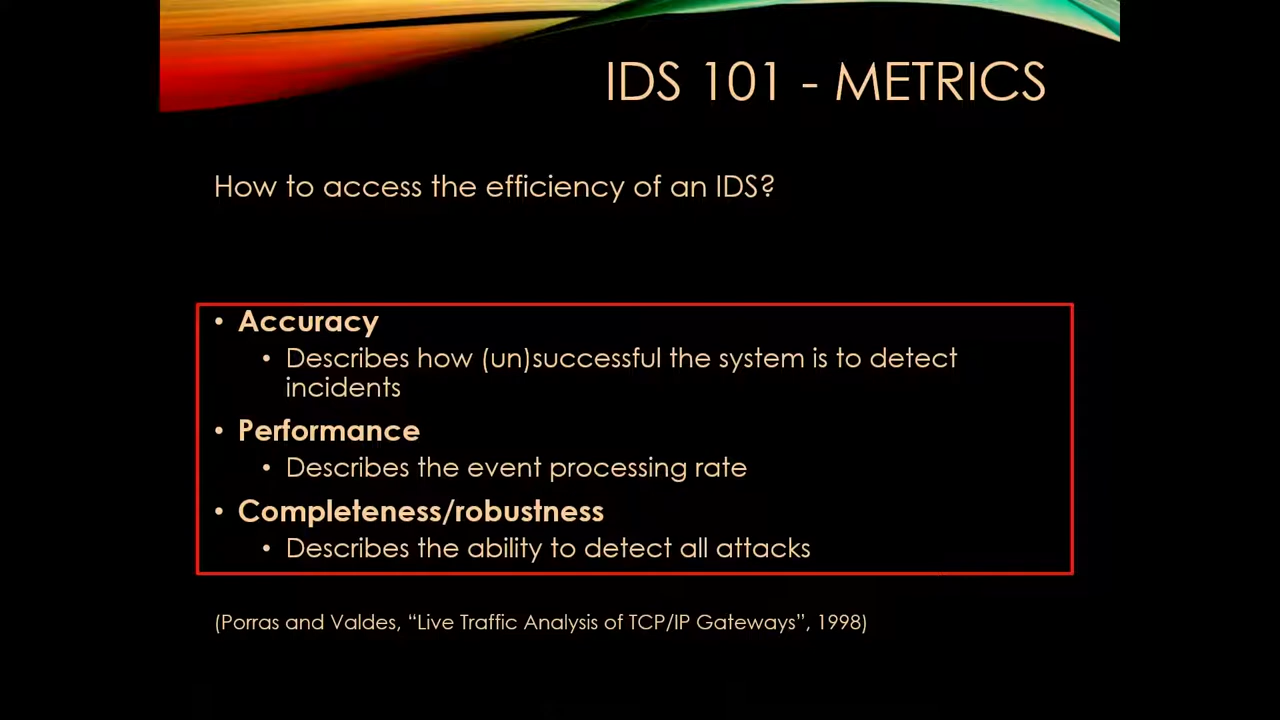 IDS 101 - METRICS
How to access the efficiency of an IDS?
• Accuracy
• Describes how (un)successful the system is to detect
incidents
• Performance
• Describes the event processing rate
• Completeness/robustness
• Describes the ability to detect all attacks
(Porras and Valdes, “Live Traffic Analysis of TCP/IP Gateways”, 1998)